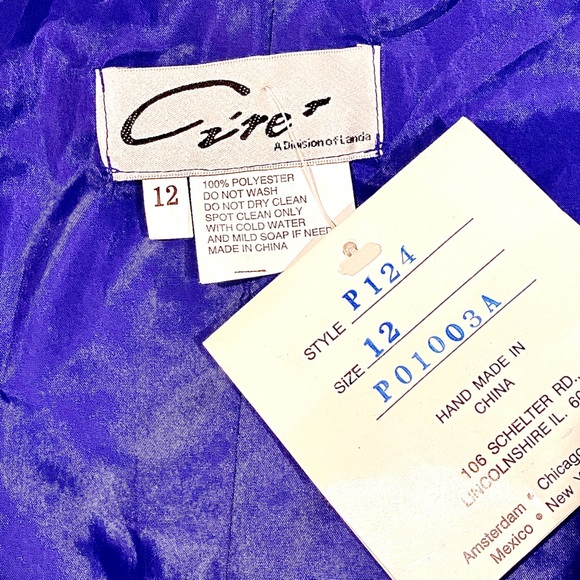 Cire
A Division of Landa
12
100% POLYESTER
DO NOT WASH
DO NOT DRY CLEAN
SPOT CLEAN ONLY
WITH COLD WATER
AND MILD SOAP IF NEED
MADE IN CHINA
STYLE P124
SIZE 12
P01003A
HAND MADE IN
CHINA
106 SCHELTER RD.,
LINCOLNSHIRE IL. 60
Amsterdam • Chicago
Mexico • New Y